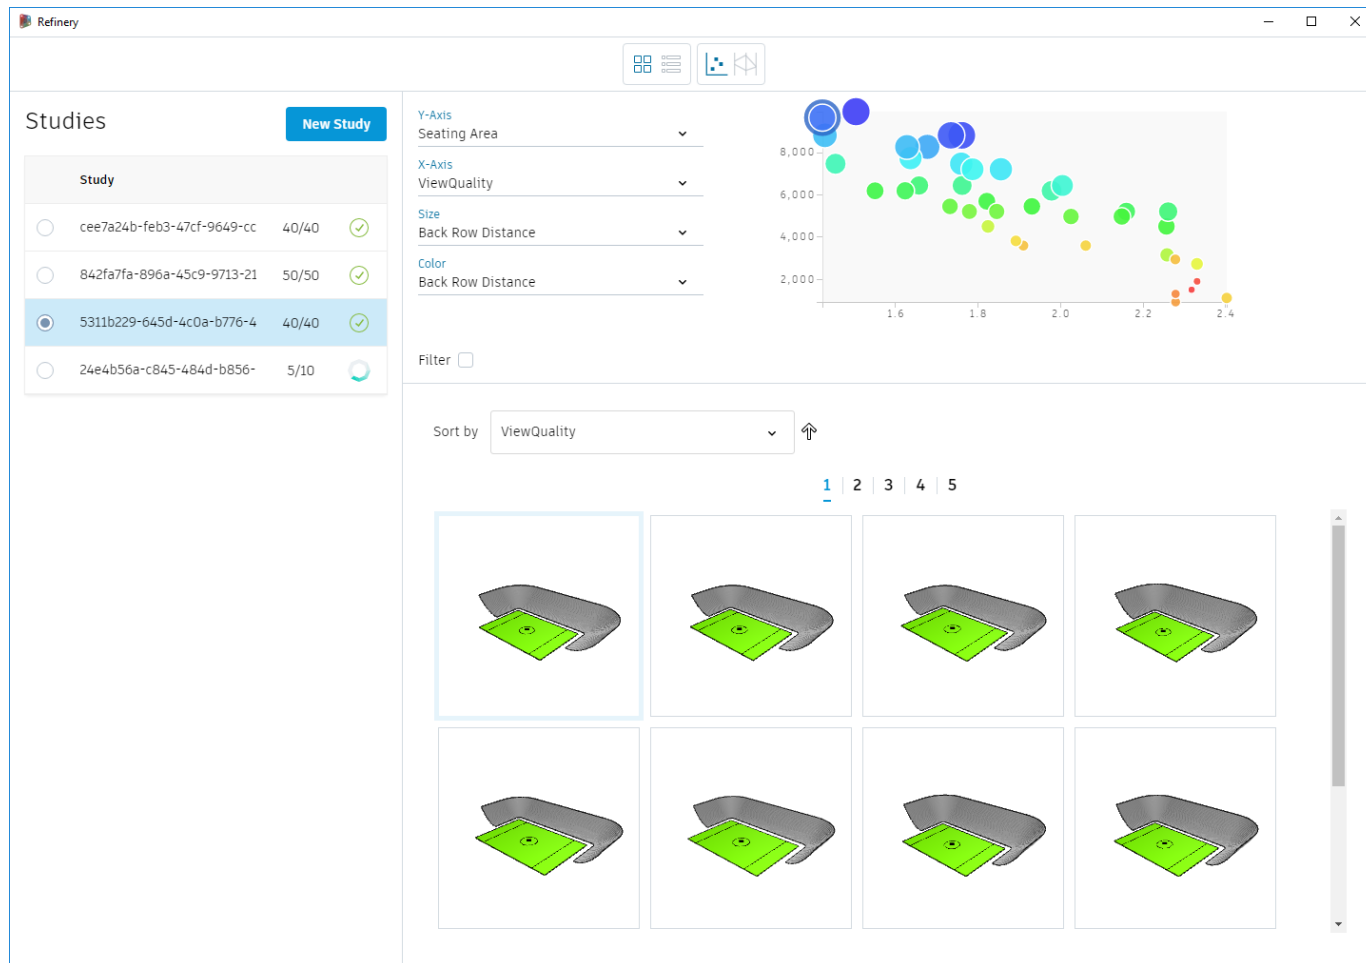 Refinery
Studies
New Study
Study
cee7a24b-feb3-47cf-9649-cc 40/40
842fa7fa-896a-45c9-9713-21 50/50
5311b229-645d-4c0a-b776-4 40/40
24e4b56a-c845-484d-b856- 5/10
Y-Axis
Seating Area
X-Axis
ViewQuality
Size
Back Row Distance
Color
Back Row Distance
Filter
8,000
6,000
4,000
2,000
1.6 1.8 2.0 2.2 2.4
Sort by ViewQuality
1 2 3 4 5